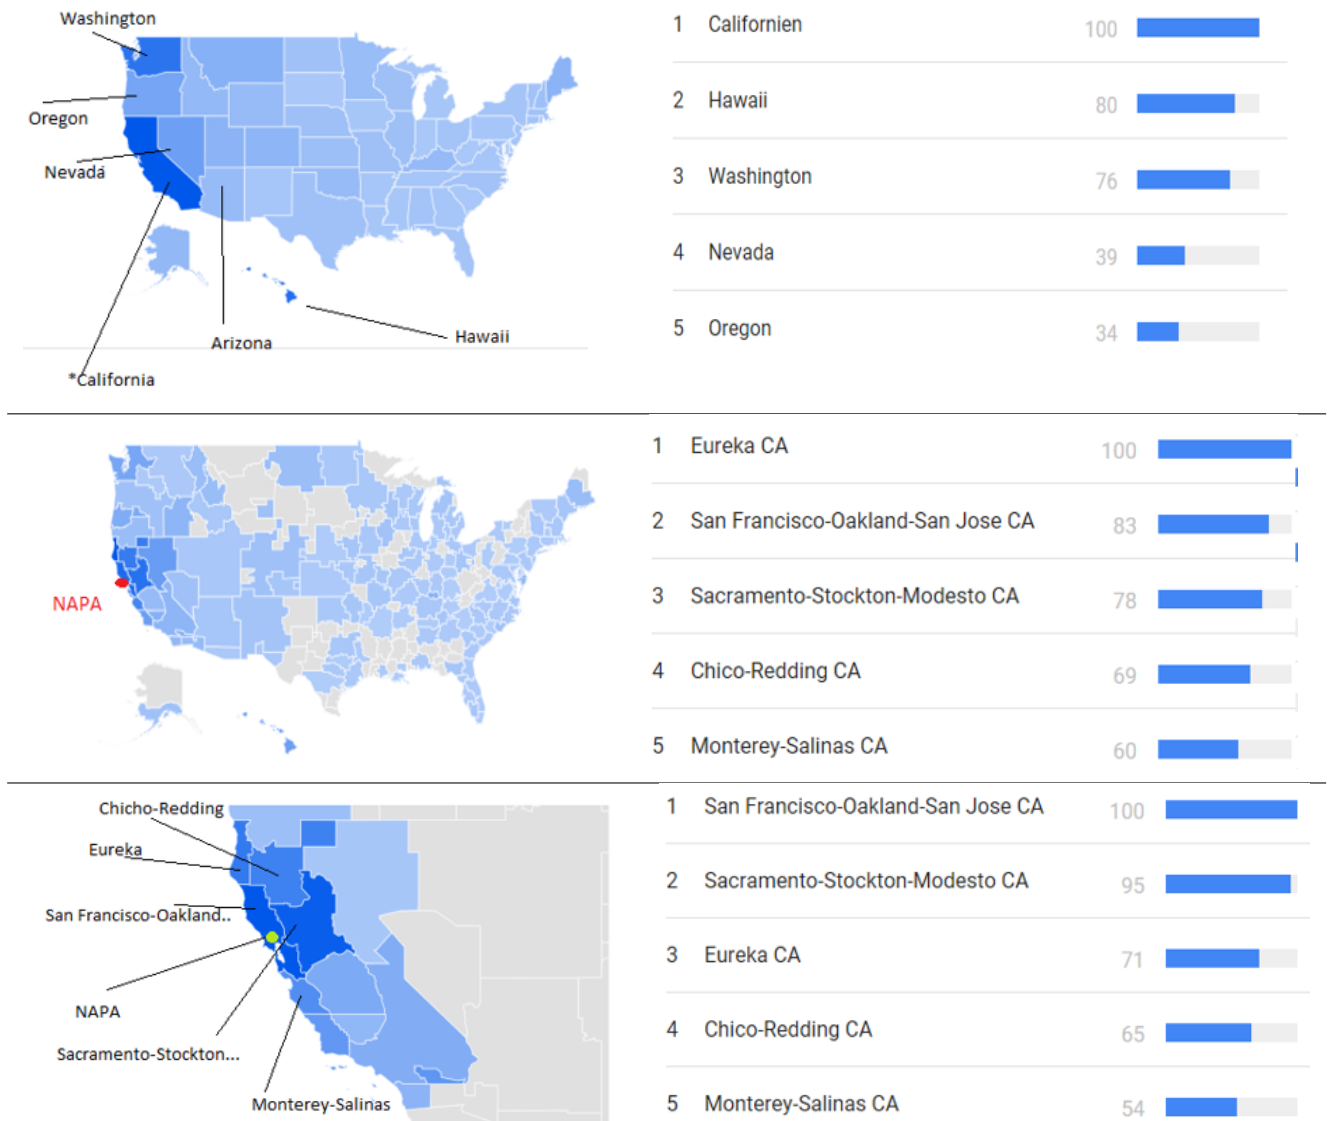 Washington
Oregon
Nevada
*California
Arizona
Hawaii
1 Californien 100
2 Hawaii 80
3 Washington 76
4 Nevada 39
5 Oregon 34
NAPA
1 Eureka CA 100
2 San Francisco-Oakland-San Jose CA 83
3 Sacramento-Stockton-Modesto CA 78
4 Chico-Redding CA 69
5 Monterey-Salinas CA 60
Chicho-Redding
Eureka
San Francisco-Oakland..
NAPA
Sacramento-Stockton...
Monterey-Salinas
1 San Francisco-Oakland-San Jose CA 100
2 Sacramento-Stockton-Modesto CA 95
3 Eureka CA 71
4 Chico-Redding CA 65
5 Monterey-Salinas CA 54